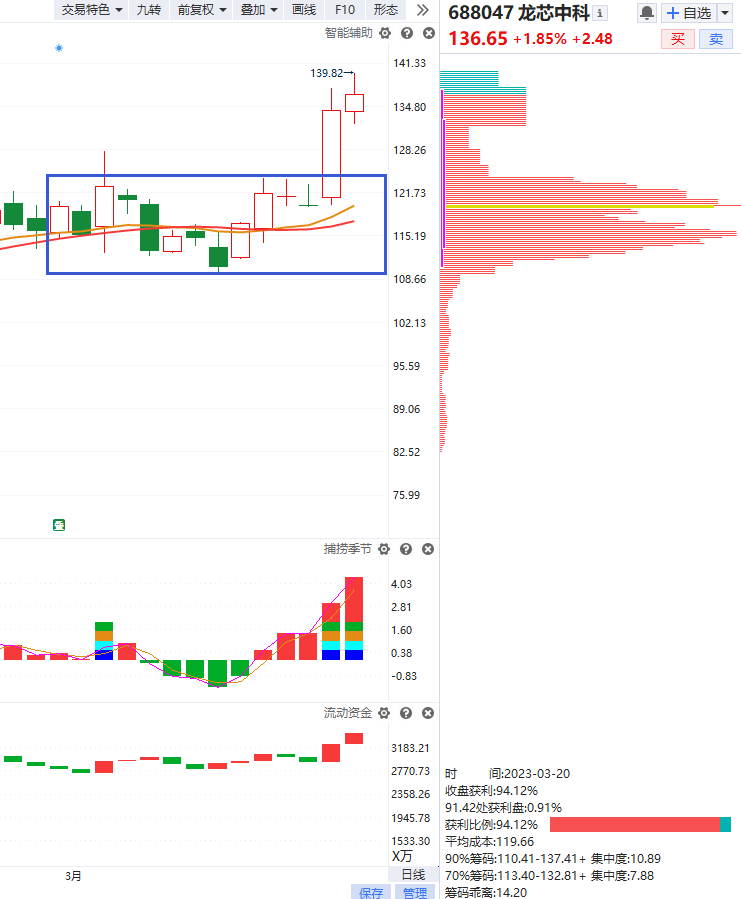 交易特色 九转 前复权 叠加 画线 F10 形态
688047 龙芯中科 i
自选
136.65 +1.85% +2.48
买 卖
智能辅助
139.82
141.33
134.80
128.26
121.73
115.19
108.66
102.13
95.59
89.06
82.52
75.99
捕捞季节
4.03
2.81
1.60
0.38
-0.83
流动资金
3183.21
2770.73
2358.26
1945.78
1533.30
X万
3月
日线
保存 管理
时 间:2023-03-20
收盘获利:94.12%
91.42处获利盘:0.91%
获利比例:94.12%
平均成本:119.66
90%筹码:110.41-137.41+ 集中度:10.89
70%筹码:113.40-132.81+ 集中度:7.88
筹码乖离:14.20